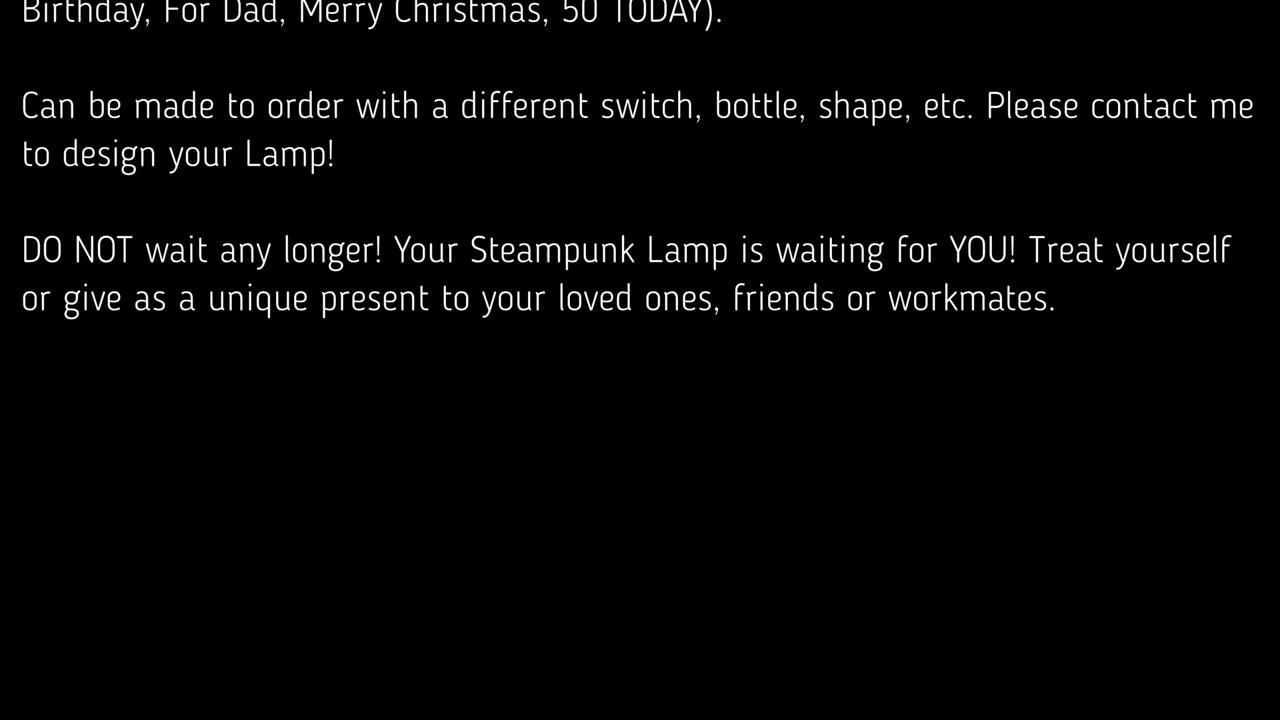 Birthday, For Dad, Merry Christmas, 50 TODAY).
Can be made to order with a different switch, bottle, shape, etc. Please contact me
to design your Lamp!
DO NOT wait any longer! Your Steampunk Lamp is waiting for YOU! Treat yourself
or give as a unique present to your loved ones, friends or workmates.